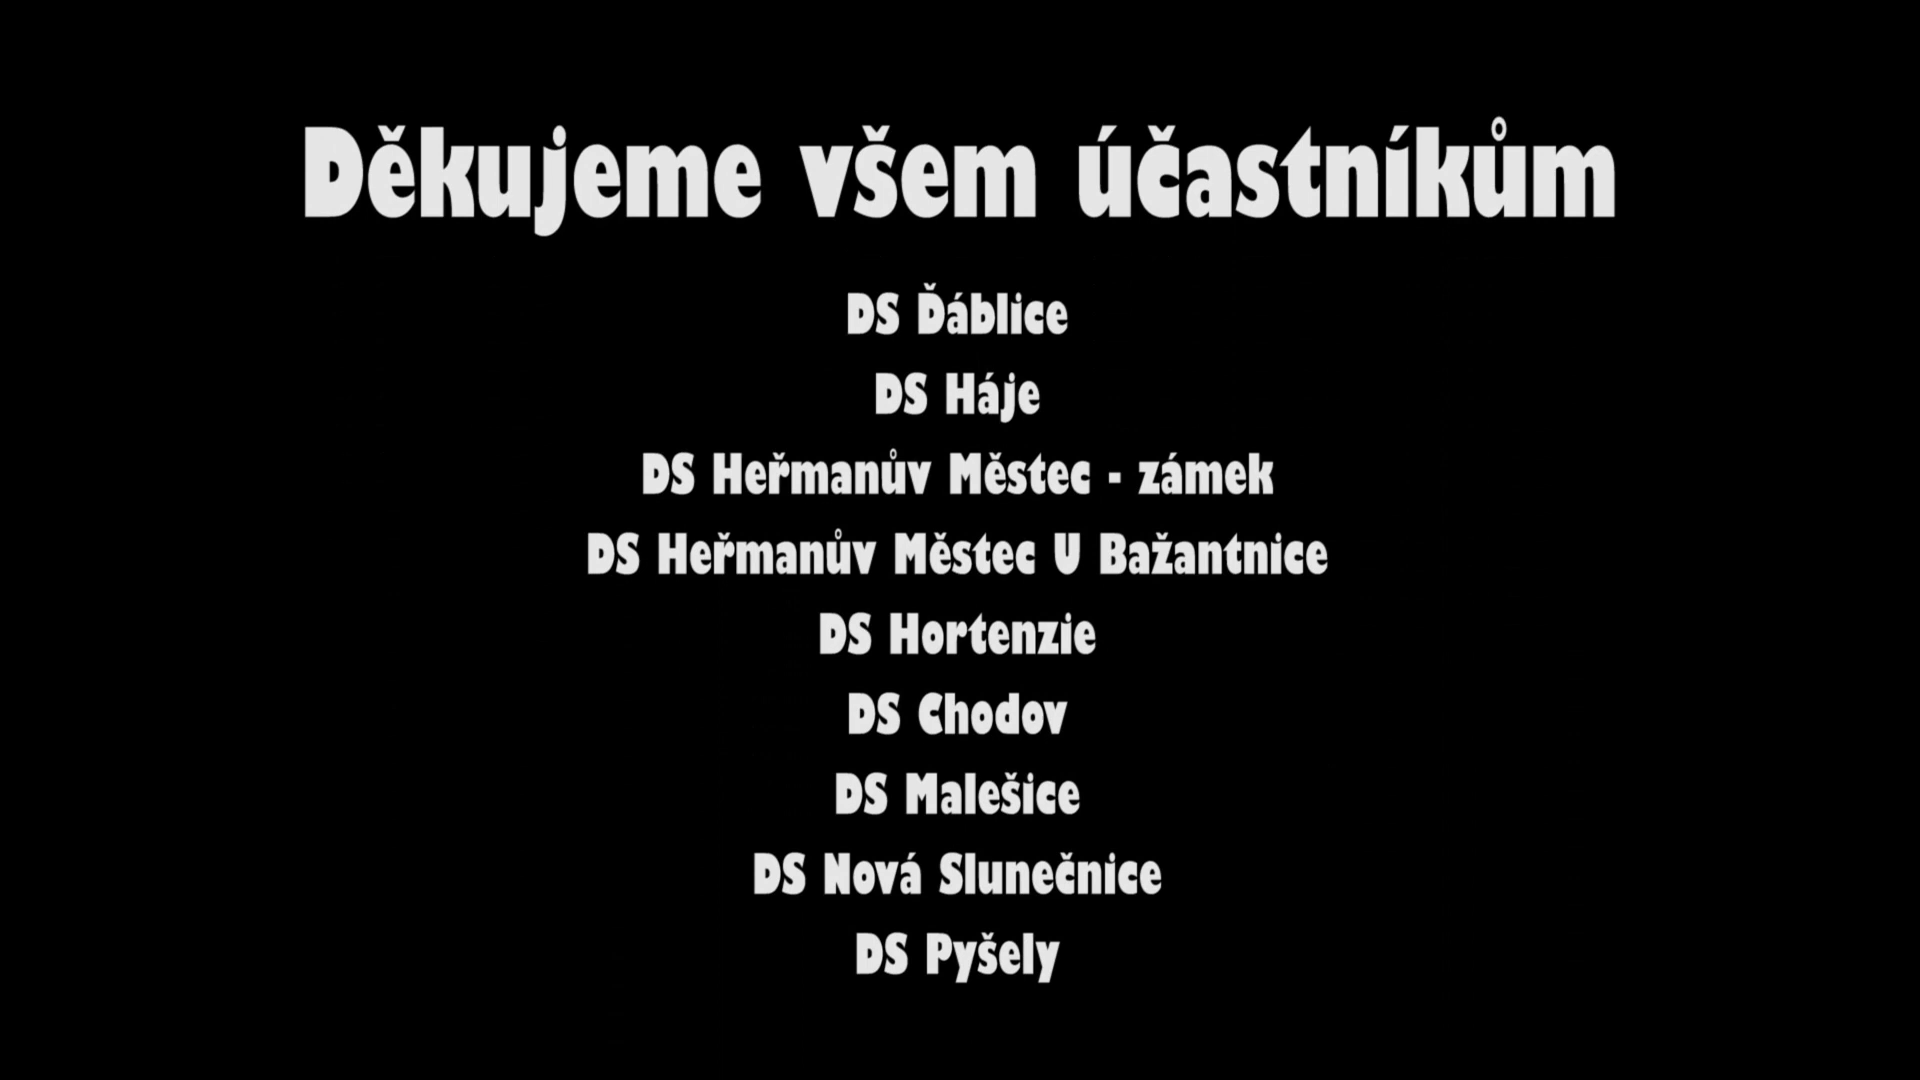 Děkujeme všem účastníkům
DS Ďáblice
DS Háje
DS Heřmanův Městec - zámek
DS Heřmanův Městec U Bažantnice
DS Hortenzie
DS Chodov
DS Malešice
DS Nová Slunečnice
DS Pyšely